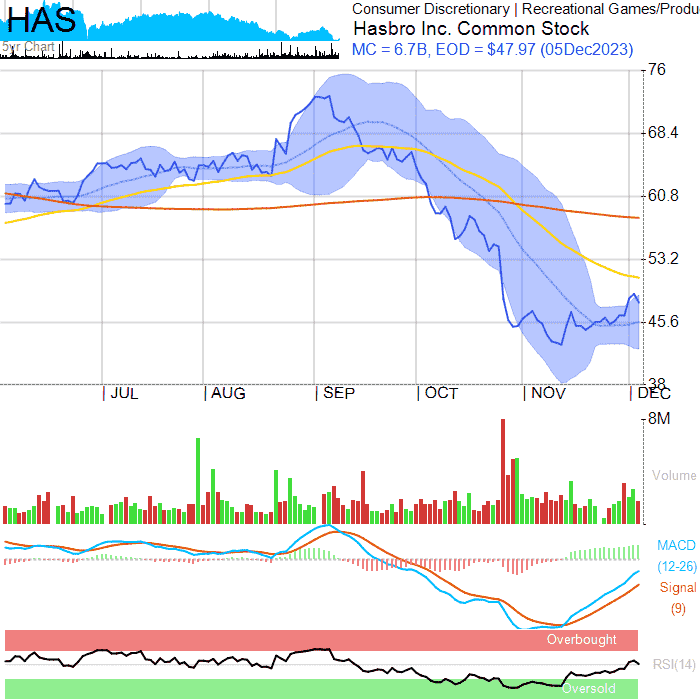 HAS
5yr Chart
Consumer Discretionary | Recreational Games/Produ
Hasbro Inc. Common Stock
MC = 6.7B, EOD = $47.97 (05Dec2023)
76
68.4
60.8
53.2
45.6
38
JUL
AUG
SEP
OCT
NOV
DEC
8M
Volume
MACD
(12-26)
Signal
(9)
Overbought
RSI(14)
Oversold